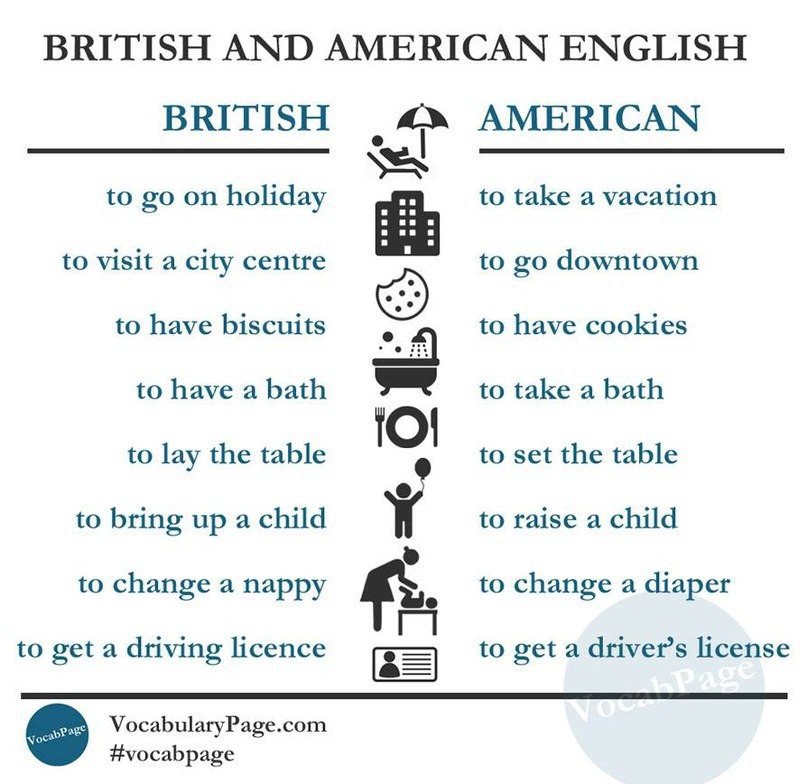 BRITISH AND AMERICAN ENGLISH
BRITISH AMERICAN
to go on holiday to take a vacation
to visit a city centre to go downtown
to have biscuits to have cookies
to have a bath to take a bath
to lay the table to set the table
to bring up a child to raise a child
to change a nappy to change a diaper
to get a driving licence to get a driver's license
VocabPage
VocabPage
VocabularyPage.com
#vocabpage